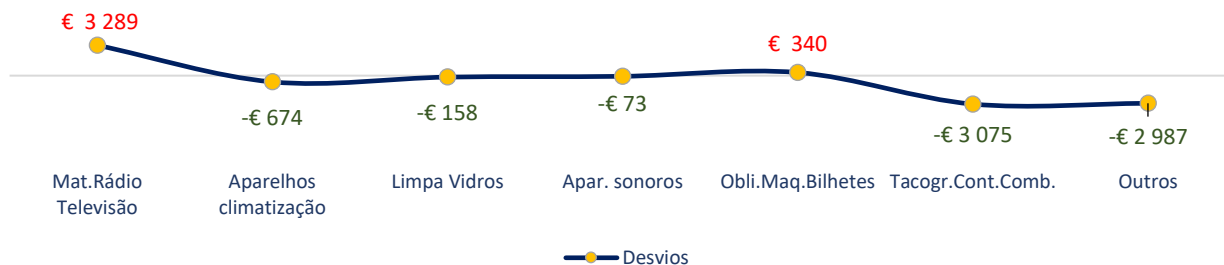 € 3 289
-€ 674
-€ 158
-€ 73
€ 340
-€ 3 075
-€ 2 987
Mat.Rádio
Televisão
Aparelhos
climatização
Limpa Vidros
Apar. sonoros
Obli.Maq.Bilhetes
Tacogr.Cont.Comb.
Outros
Desvios